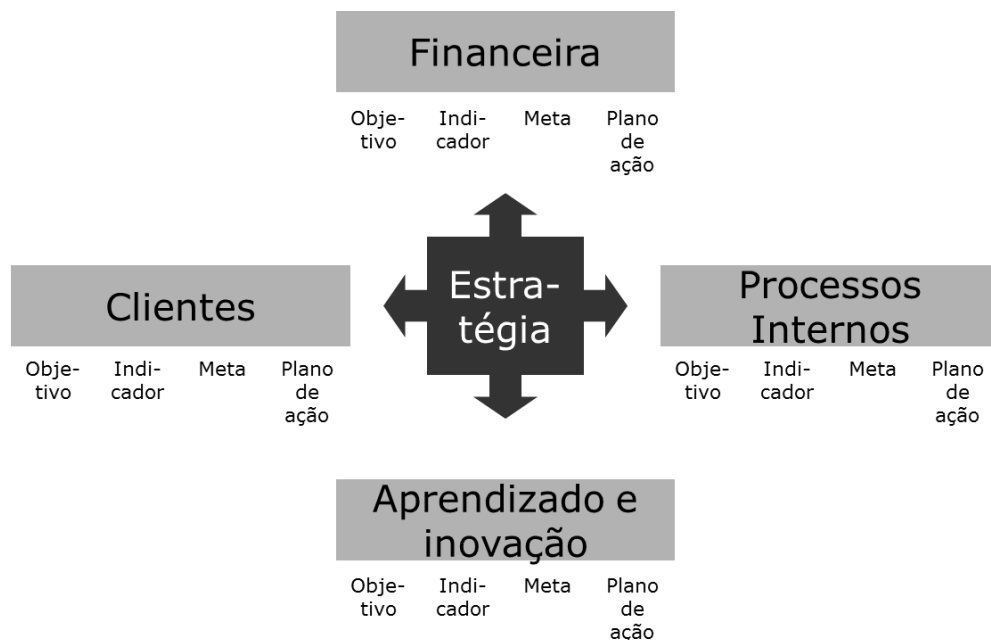 Financeira
Obje- Indi- Meta Plano
tivo cador de
ação
Estra-
tégia
Clientes
Obje- Indi- Meta Plano
tivo cador de
ação
Processos
Internos
Obje- Indi- Meta Plano
tivo cador de
ação
Aprendizado e
inovação
Obje- Indi- Meta Plano
tivo cador de
ação